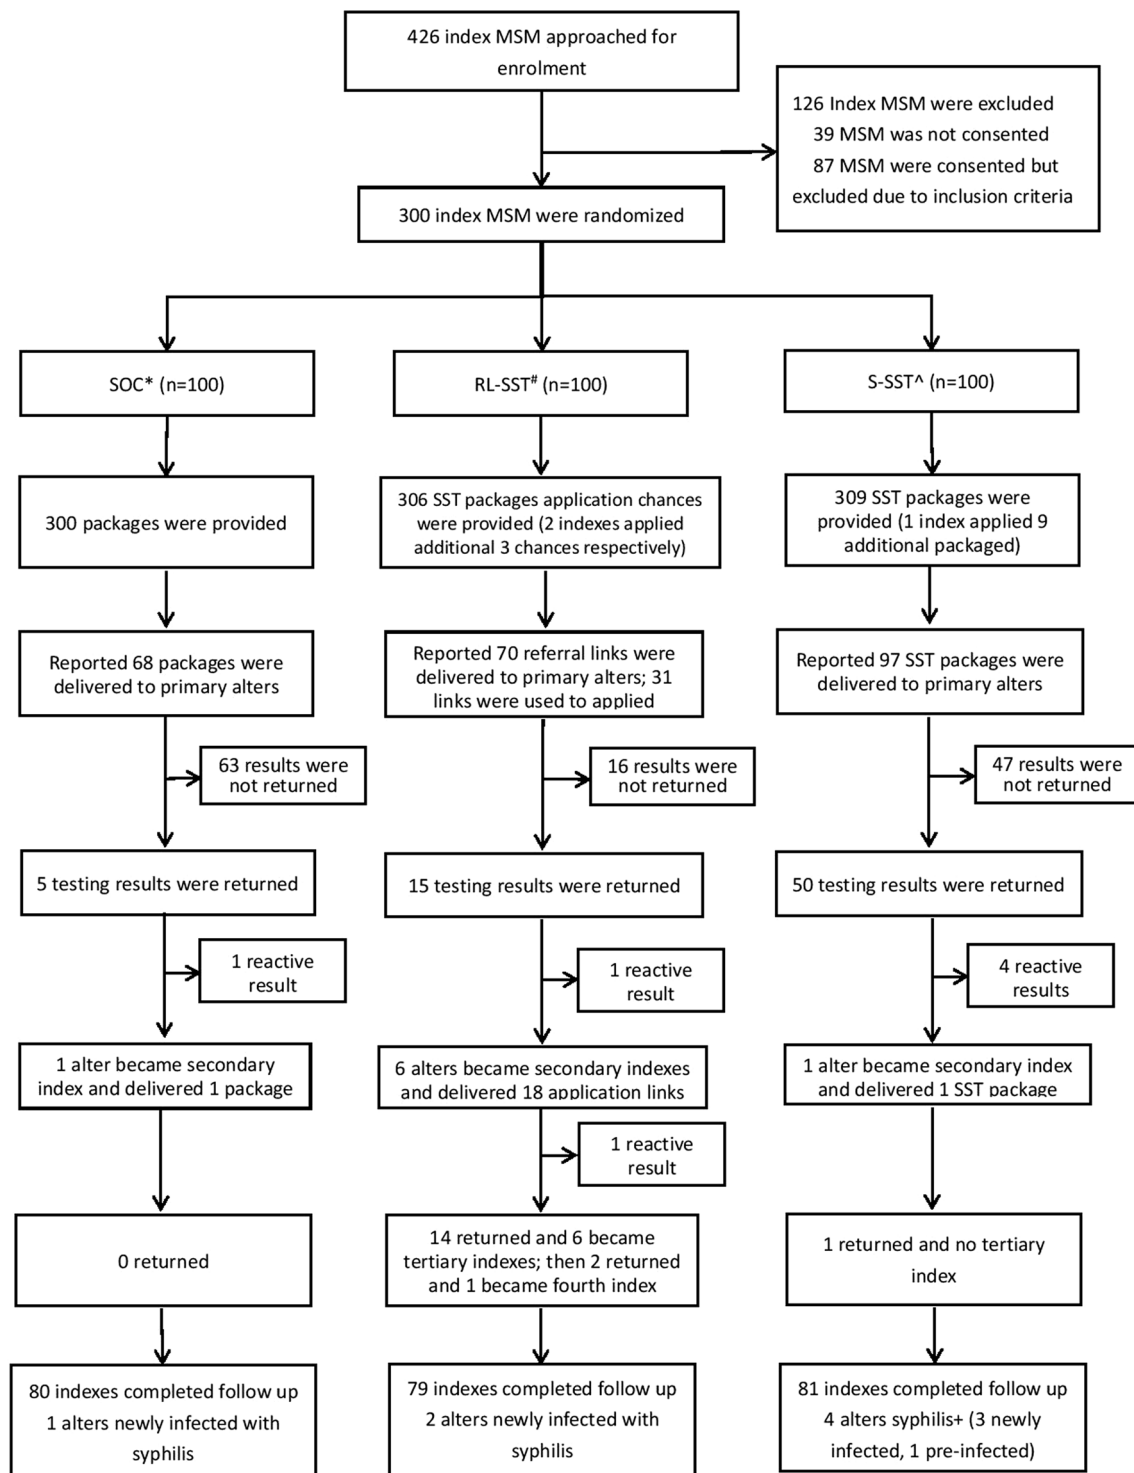 426 index MSM approached for
enrolment
126 Index MSM were excluded
39 MSM was not consented
87 MSM were consented but
excluded due to inclusion criteria
300 index MSM were randomized
SOC* (n=100)
RL-SST# (n=100)
S-SST^ (n=100)
300 packages were provided
306 SST packages application chances
were provided (2 indexes applied
additional 3 chances respectively)
309 SST packages were
provided (1 index applied 9
additional packaged)
Reported 68 packages were
delivered to primary alters
Reported 70 referral links were
delivered to primary alters; 31
links were used to applied
Reported 97 SST packages were
delivered to primary alters
63 results were
not returned
16 results were
not returned
47 results were
not returned
5 testing results were returned
15 testing results were returned
50 testing results were returned
1 reactive
result
1 reactive
result
4 reactive
results
1 alter became secondary
index and delivered 1 package
6 alters became secondary indexes
and delivered 18 application links
1 alter became secondary index
and delivered 1 SST package
1 reactive
result
0 returned
14 returned and 6 became
tertiary indexes; then 2 returned
and 1 became fourth index
1 returned and no tertiary
index
80 indexes completed follow up
1 alters newly infected with
syphilis
79 indexes completed follow up
2 alters newly infected with
syphilis
81 indexes completed follow up
4 alters syphilis+ (3 newly
infected, 1 pre-infected)